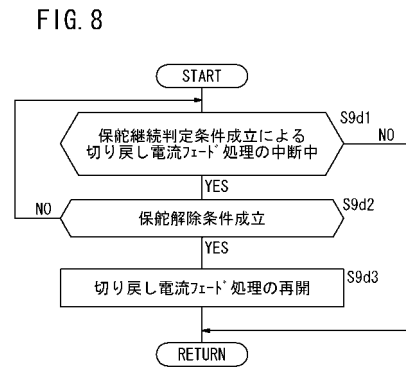 FIG. 8
START
S9d1
保舵継続判定条件成立による
切り戻し電流ﾌｪｰﾄﾞ処理の中断中
NO
YES
S9d2
NO
保舵解除条件成立
YES
S9d3
切り戻し電流ﾌｪｰﾄﾞ処理の再開
RETURN